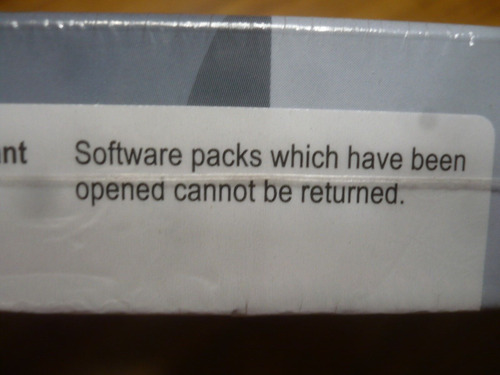 nt Software packs which have been
opened cannot be returned.